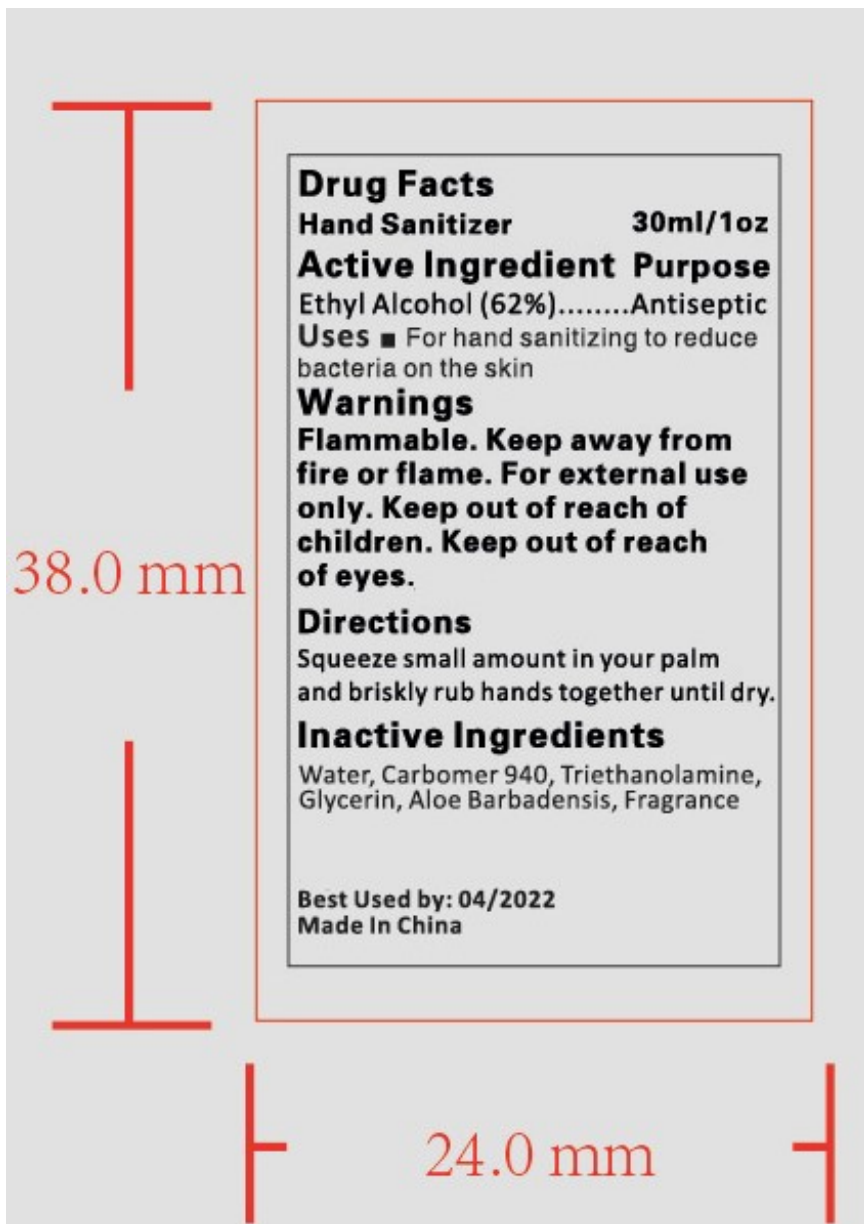 Drug Facts
Hand Sanitizer 30ml/1oz
Active Ingredient Purpose
Ethyl Alcohol (62%)........Antiseptic
Uses ■ For hand sanitizing to reduce
bacteria on the skin
Warnings
Flammable. Keep away from
fire or flame. For external use
only. Keep out of reach of
children. Keep out of reach
of eyes.
38.0 mm
Directions
Squeeze small amount in your palm
and briskly rub hands together until dry.
Inactive Ingredients
Water, Carbomer 940, Triethanolamine,
Glycerin, Aloe Barbadensis, Fragrance
Best Used by: 04/2022
Made In China
24.0 mm